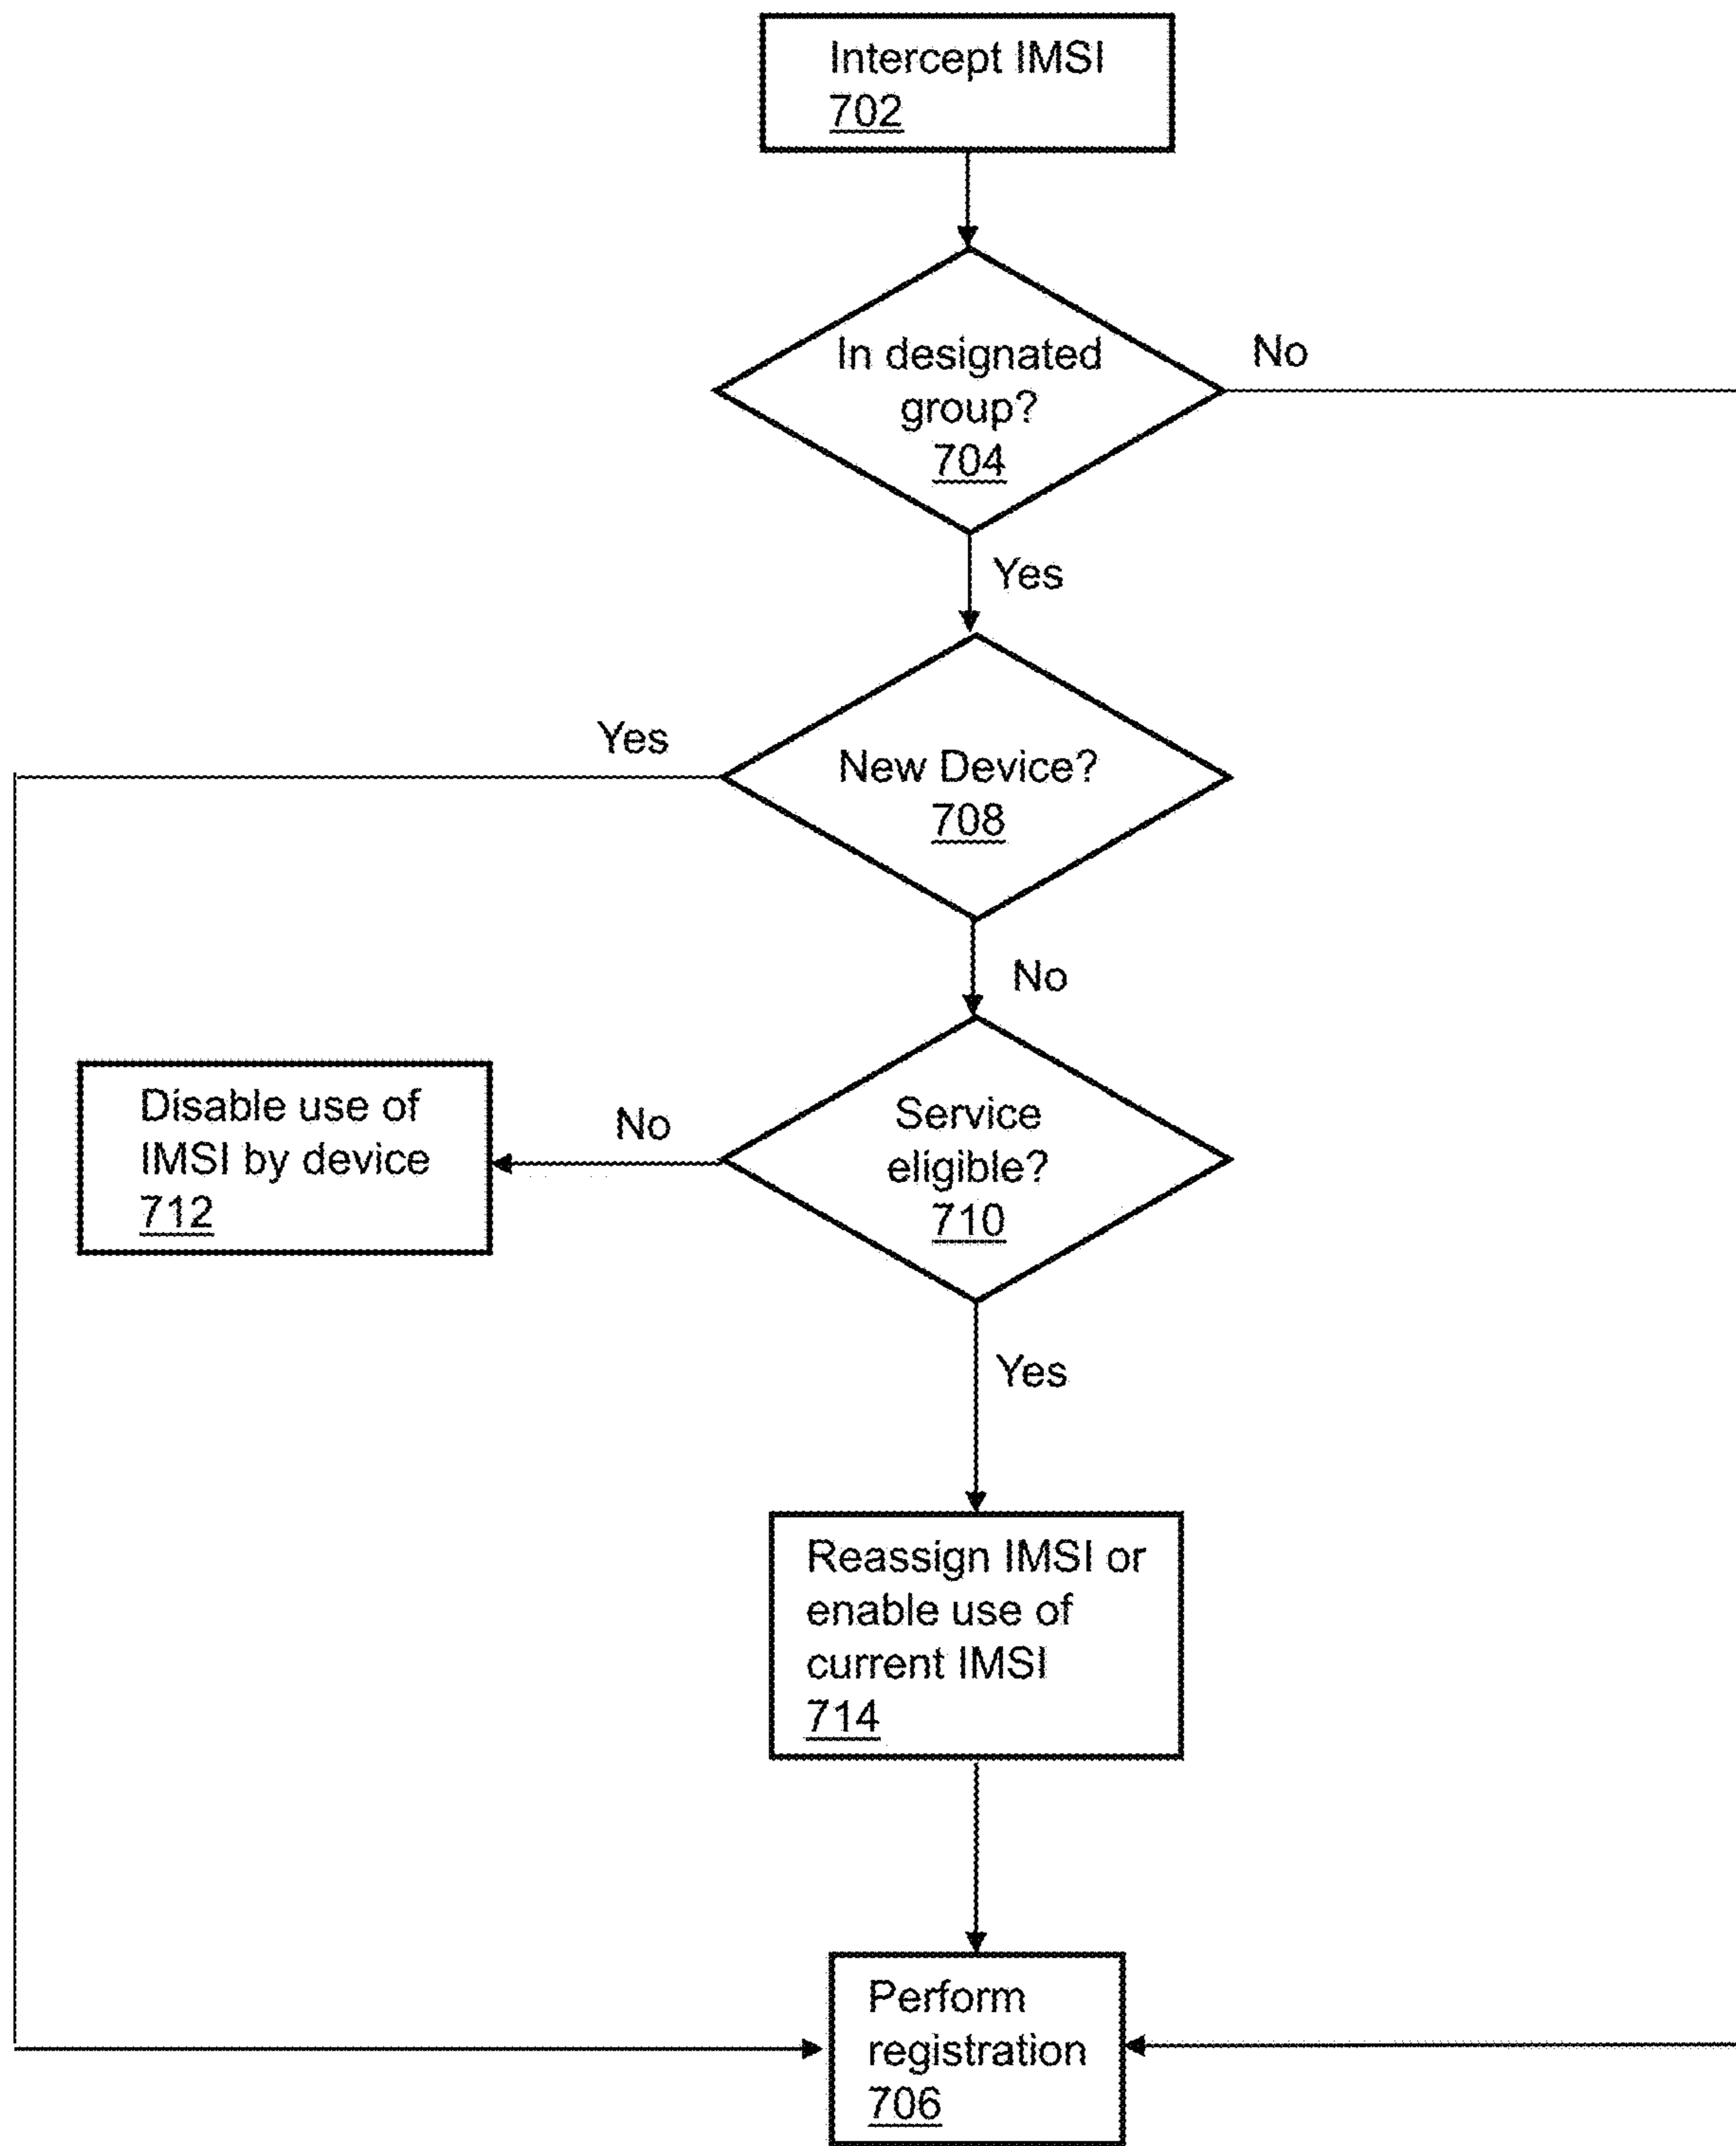 Intercept IMSI
702
In designated
group?
704
No
Yes
Yes
New Device?
708
No
Disable use of
IMSI by device
712
No
Service
eligible?
710
Yes
Reassign IMSI or
enable use of
current IMSI
714
Perform
registration
706